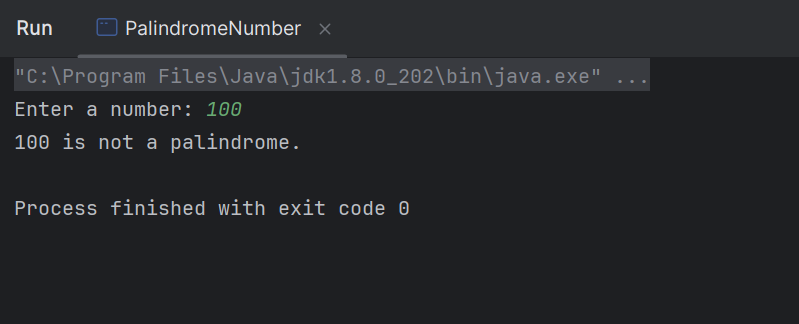 Run PalindromeNumber ×
"C:\Program Files\Java\jdk1.8.0_202\bin\java.exe" ...
Enter a number: 100
100 is not a palindrome.
Process finished with exit code 0